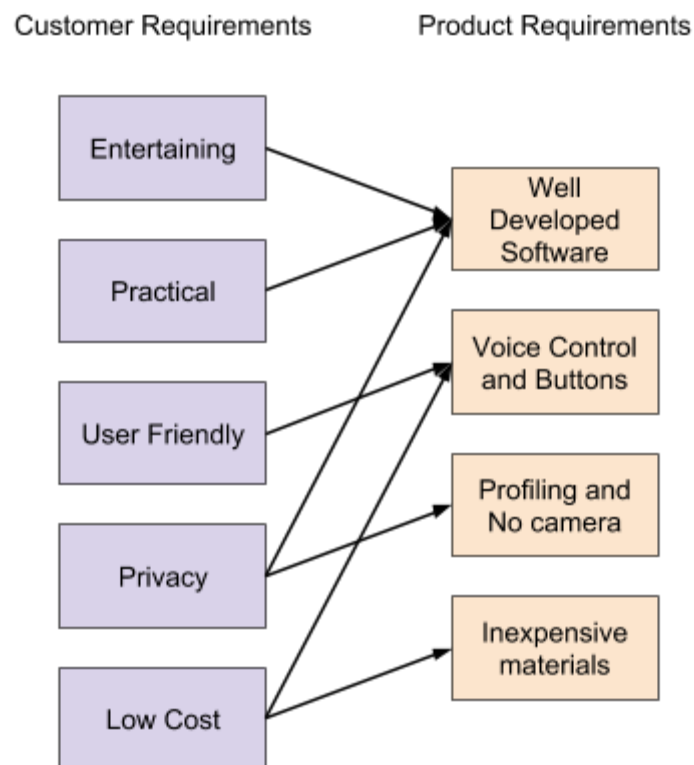 Customer Requirements
Product Requirements
Entertaining
Practical
User Friendly
Privacy
Low Cost
Well
Developed
Software
Voice Control
and Buttons
Profiling and
No camera
Inexpensive
materials